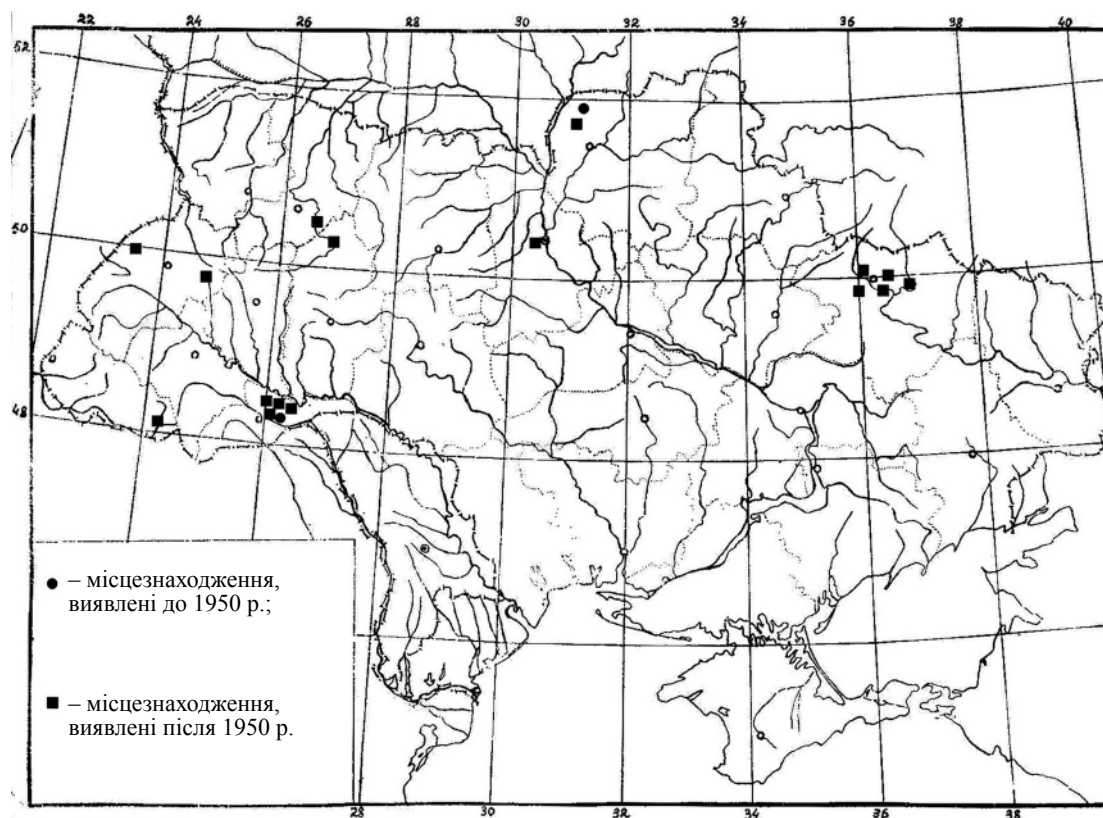 22 24 26 28 30 32 34 36 38 40
52
50
48
● – місцезнаходження,
виявлені до 1950 р.;
■ – місцезнаходження,
виявлені після 1950 р.
28 30 32 34 36 38